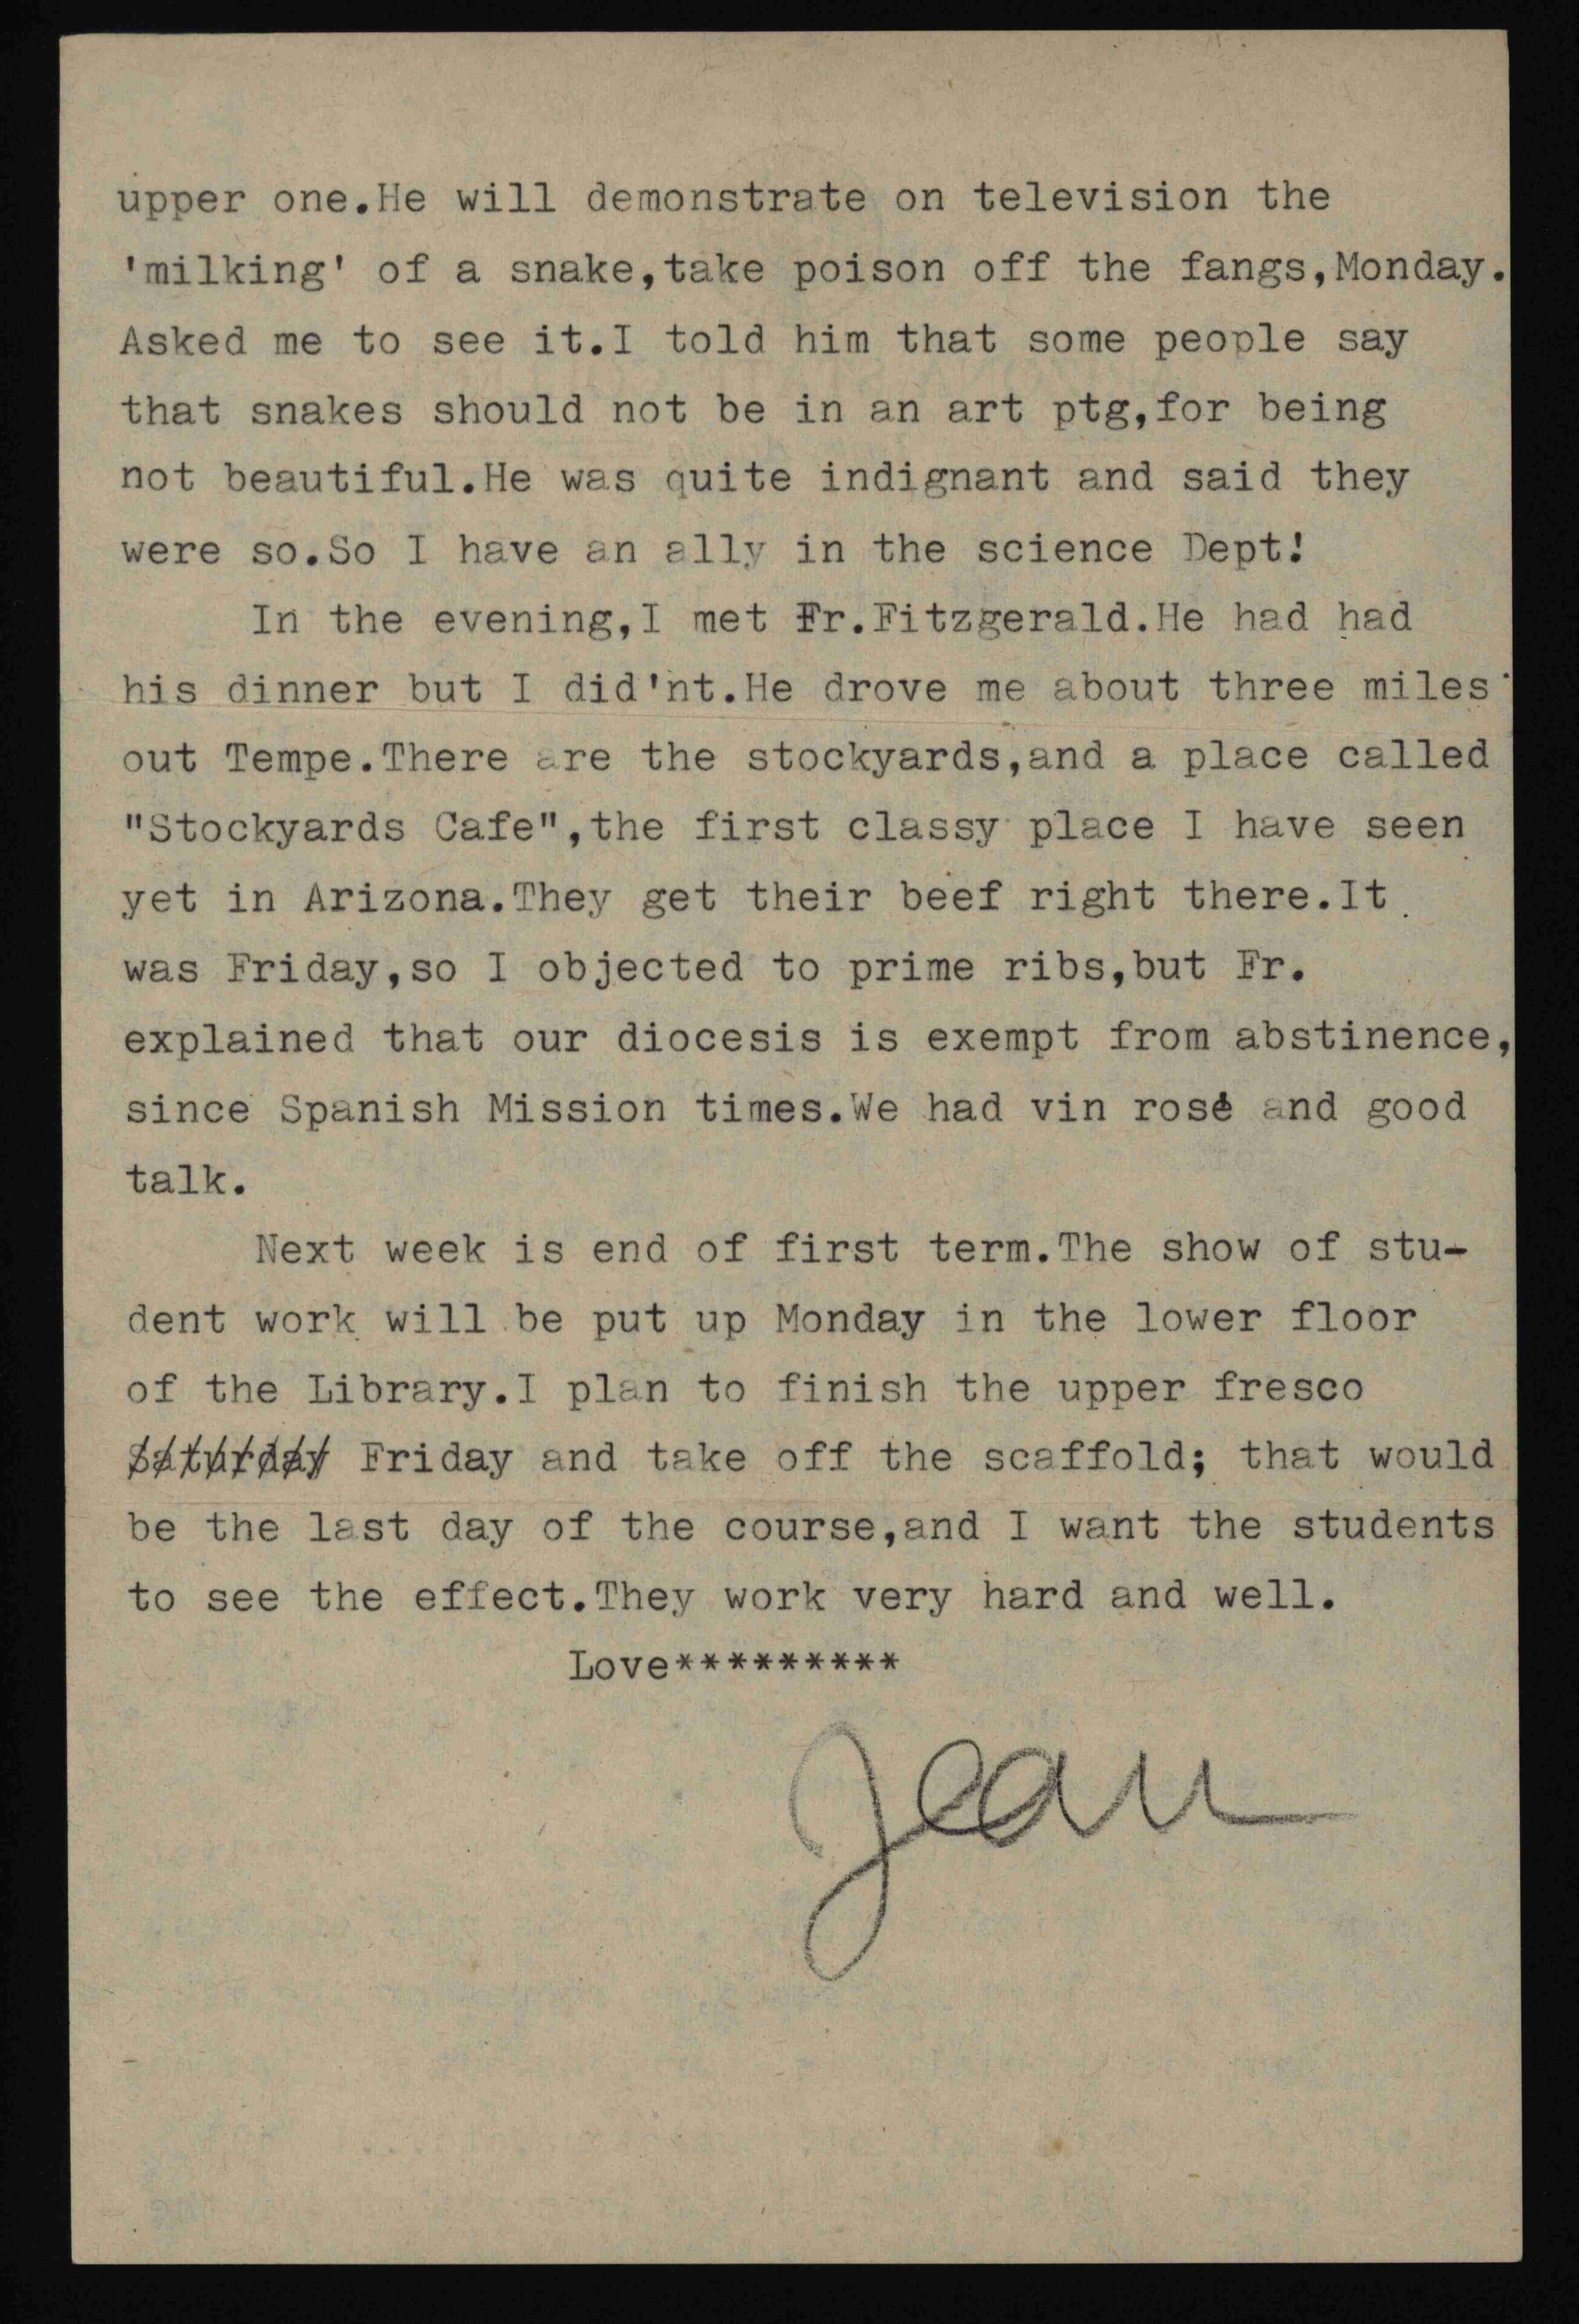 upper one.He will demonstrate on television the
'milking' of a snake,take poison off the fangs,Monday.
Asked me to see it.I told him that some people say
that snakes should not be in an art ptg,for being
not beautiful.He was quite indignant and said they
were so.So I have an ally in the science Dept!
In the evening,I met Fr.Fitzgerald.He had had
his dinner but I did'nt.He drove me about three miles
out Tempe.There are the stockyards,and a place called
"Stockyards Cafe",the first classy place I have seen
yet in Arizona.They get their beef right there.It
was Friday,so I objected to prime ribs,but Fr.
explained that our diocesis is exempt from abstinence,
since Spanish Mission times.We had vin rosé and good
talk.
Next week is end of first term.The show of stu-
dent work will be put up Monday in the lower floor
of the Library.I plan to finish the upper fresco
Saturday Friday and take off the scaffold; that would
be the last day of the course,and I want the students
to see the effect.They work very hard and well.
Love*********
Jean